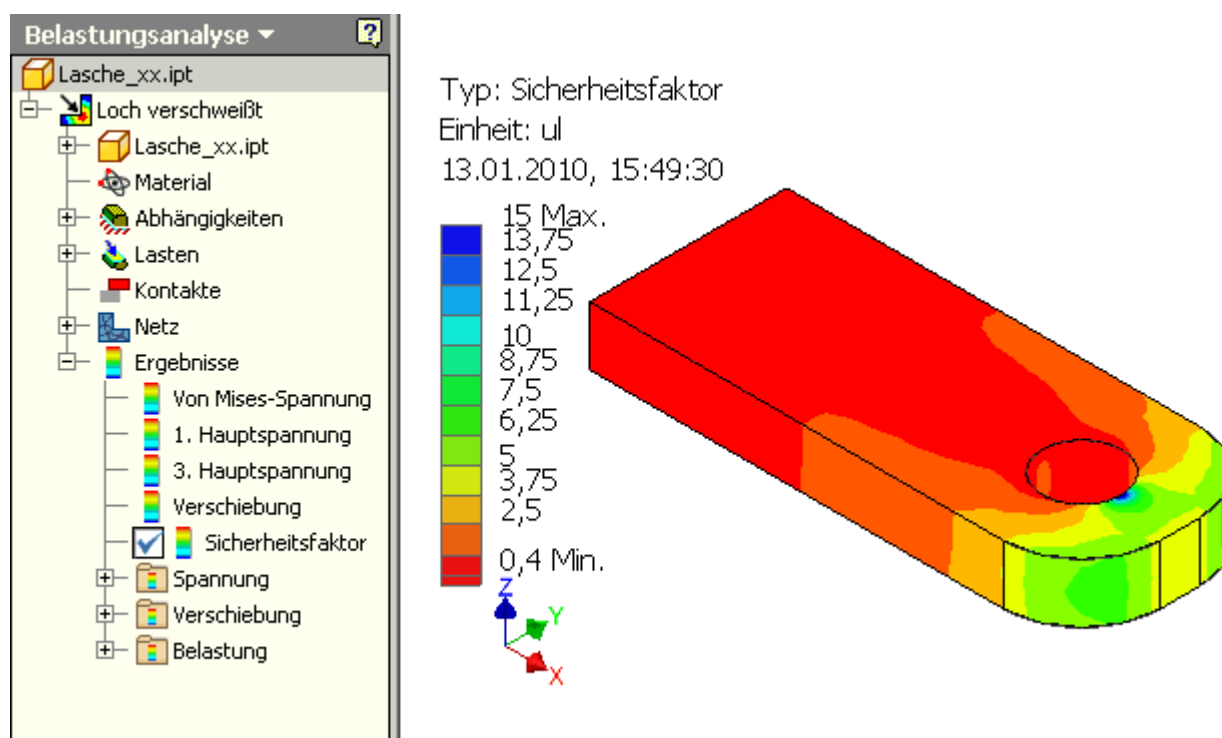 Belastungsanalyse
Lasche_xx.ipt
Loch verschweißt
Lasche_xx.ipt
Material
Abhängigkeiten
Lasten
Kontakte
Netz
Ergebnisse
Von Mises-Spannung
1. Hauptspannung
3. Hauptspannung
Verschiebung
Sicherheitsfaktor
Spannung
Verschiebung
Belastung
Typ: Sicherheitsfaktor
Einheit: ul
13.01.2010, 15:49:30
15 Max.
13,75
12,5
11,25
10
8,75
7,5
6,25
5
3,75
2,5
0,4 Min.
Z
Y
X